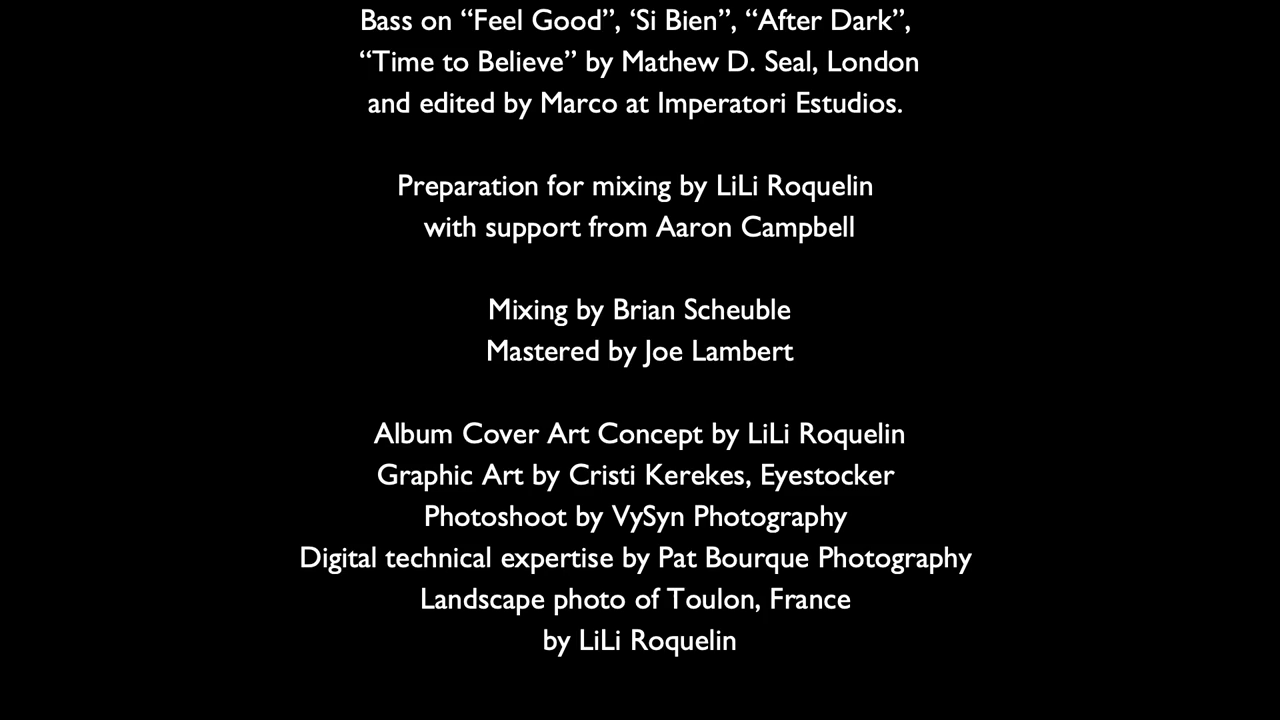 Bass on “Feel Good”, ‘Si Bien”, “After Dark”,
“Time to Believe” by Mathew D. Seal, London
and edited by Marco at Imperatori Estudios.
Preparation for mixing by LiLi Roquelin
with support from Aaron Campbell
Mixing by Brian Scheuble
Mastered by Joe Lambert
Album Cover Art Concept by LiLi Roquelin
Graphic Art by Cristi Kerekes, Eyestocker
Photoshoot by VySyn Photography
Digital technical expertise by Pat Bourque Photography
Landscape photo of Toulon, France
by LiLi Roquelin